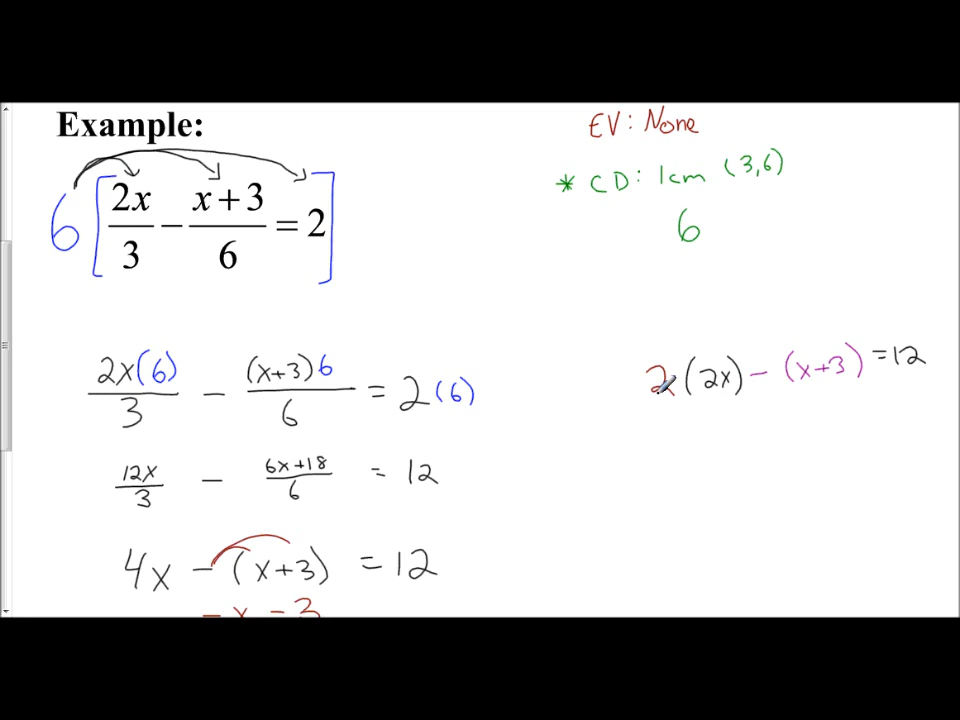 Example:
EV: None
* CD: lcm (3,6)
6
6[2x/3 − x+3/6 = 2]
2x(6)/3 − (x+3)6/6 = 2(6)
2(2x) − (x+3) = 12
12x/3 − 6x+18/6 = 12
4x − (x+3) = 12
− x − 3